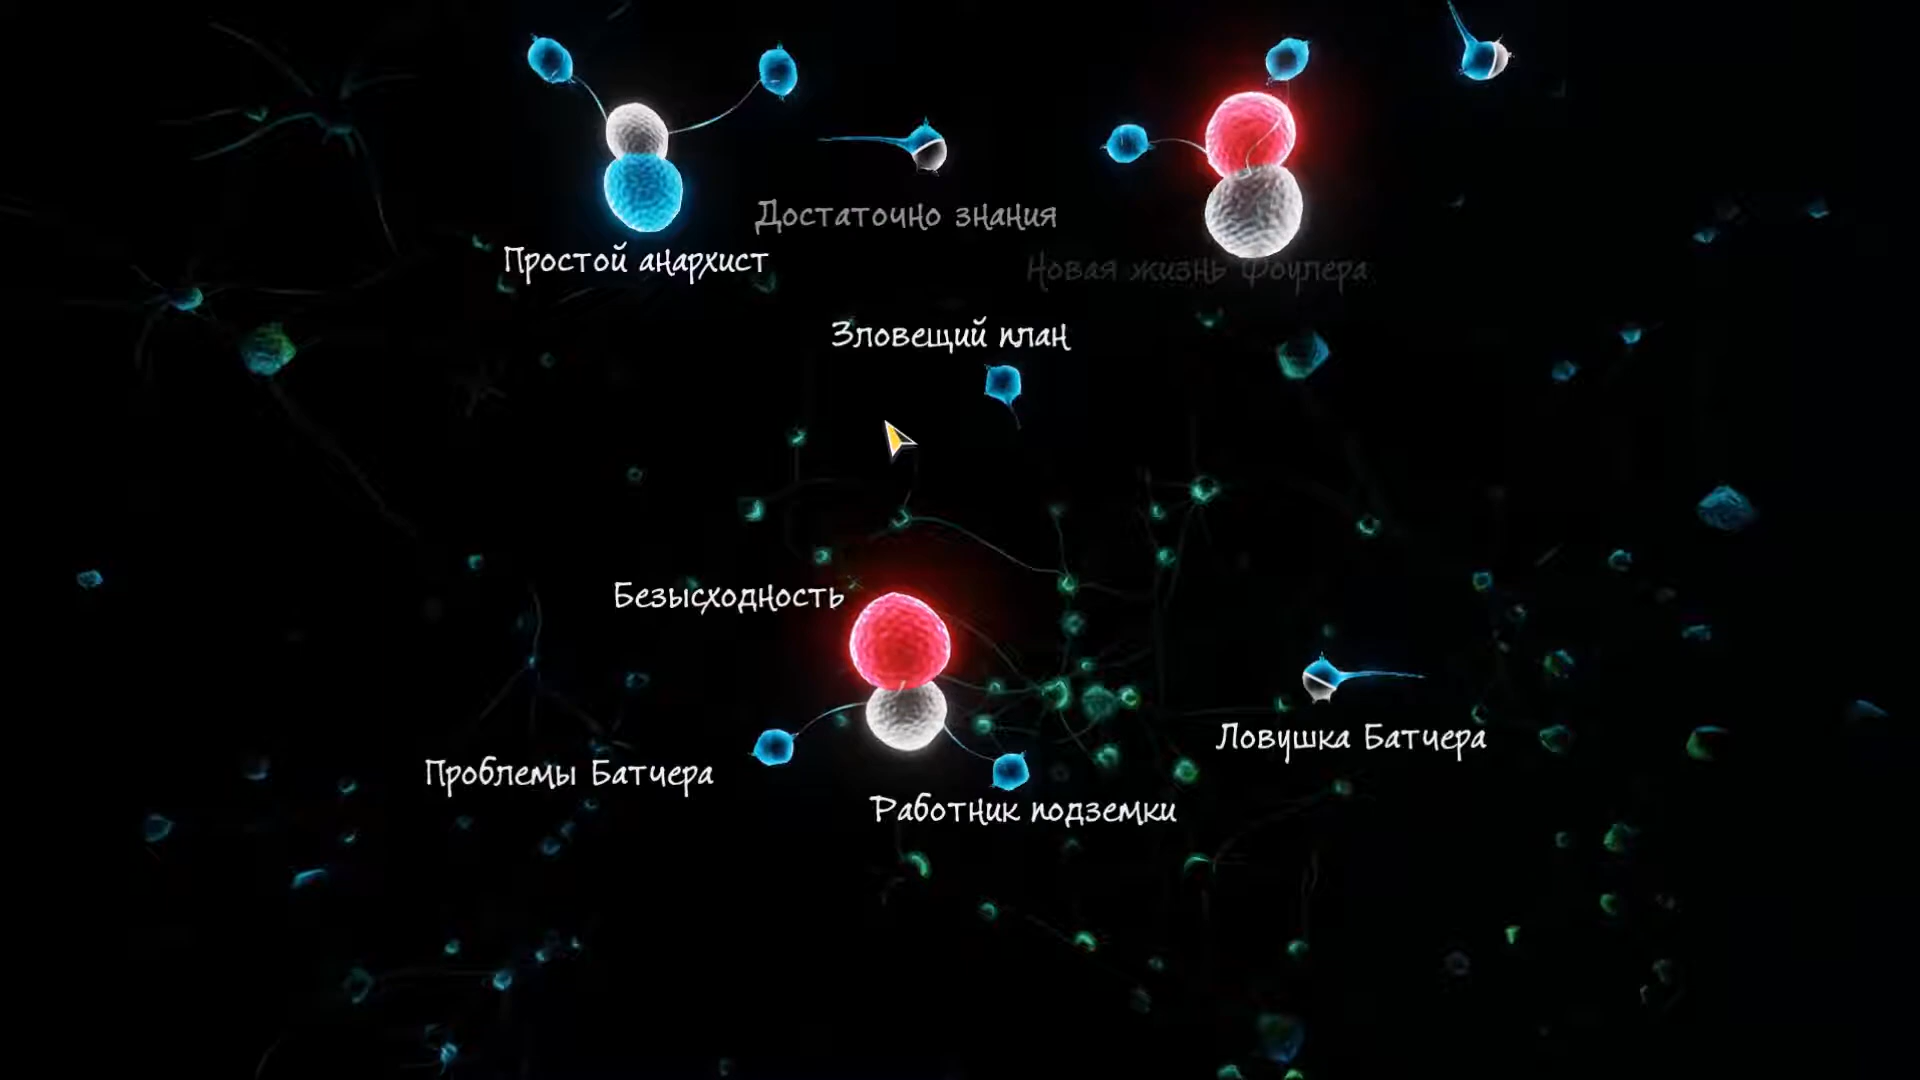 Достаточно знания
Простой анархист
Новая жизнь Фоулера
Зловещий план
Безысходность
Ловушка Батчера
Проблемы Батчера
Работник подземки